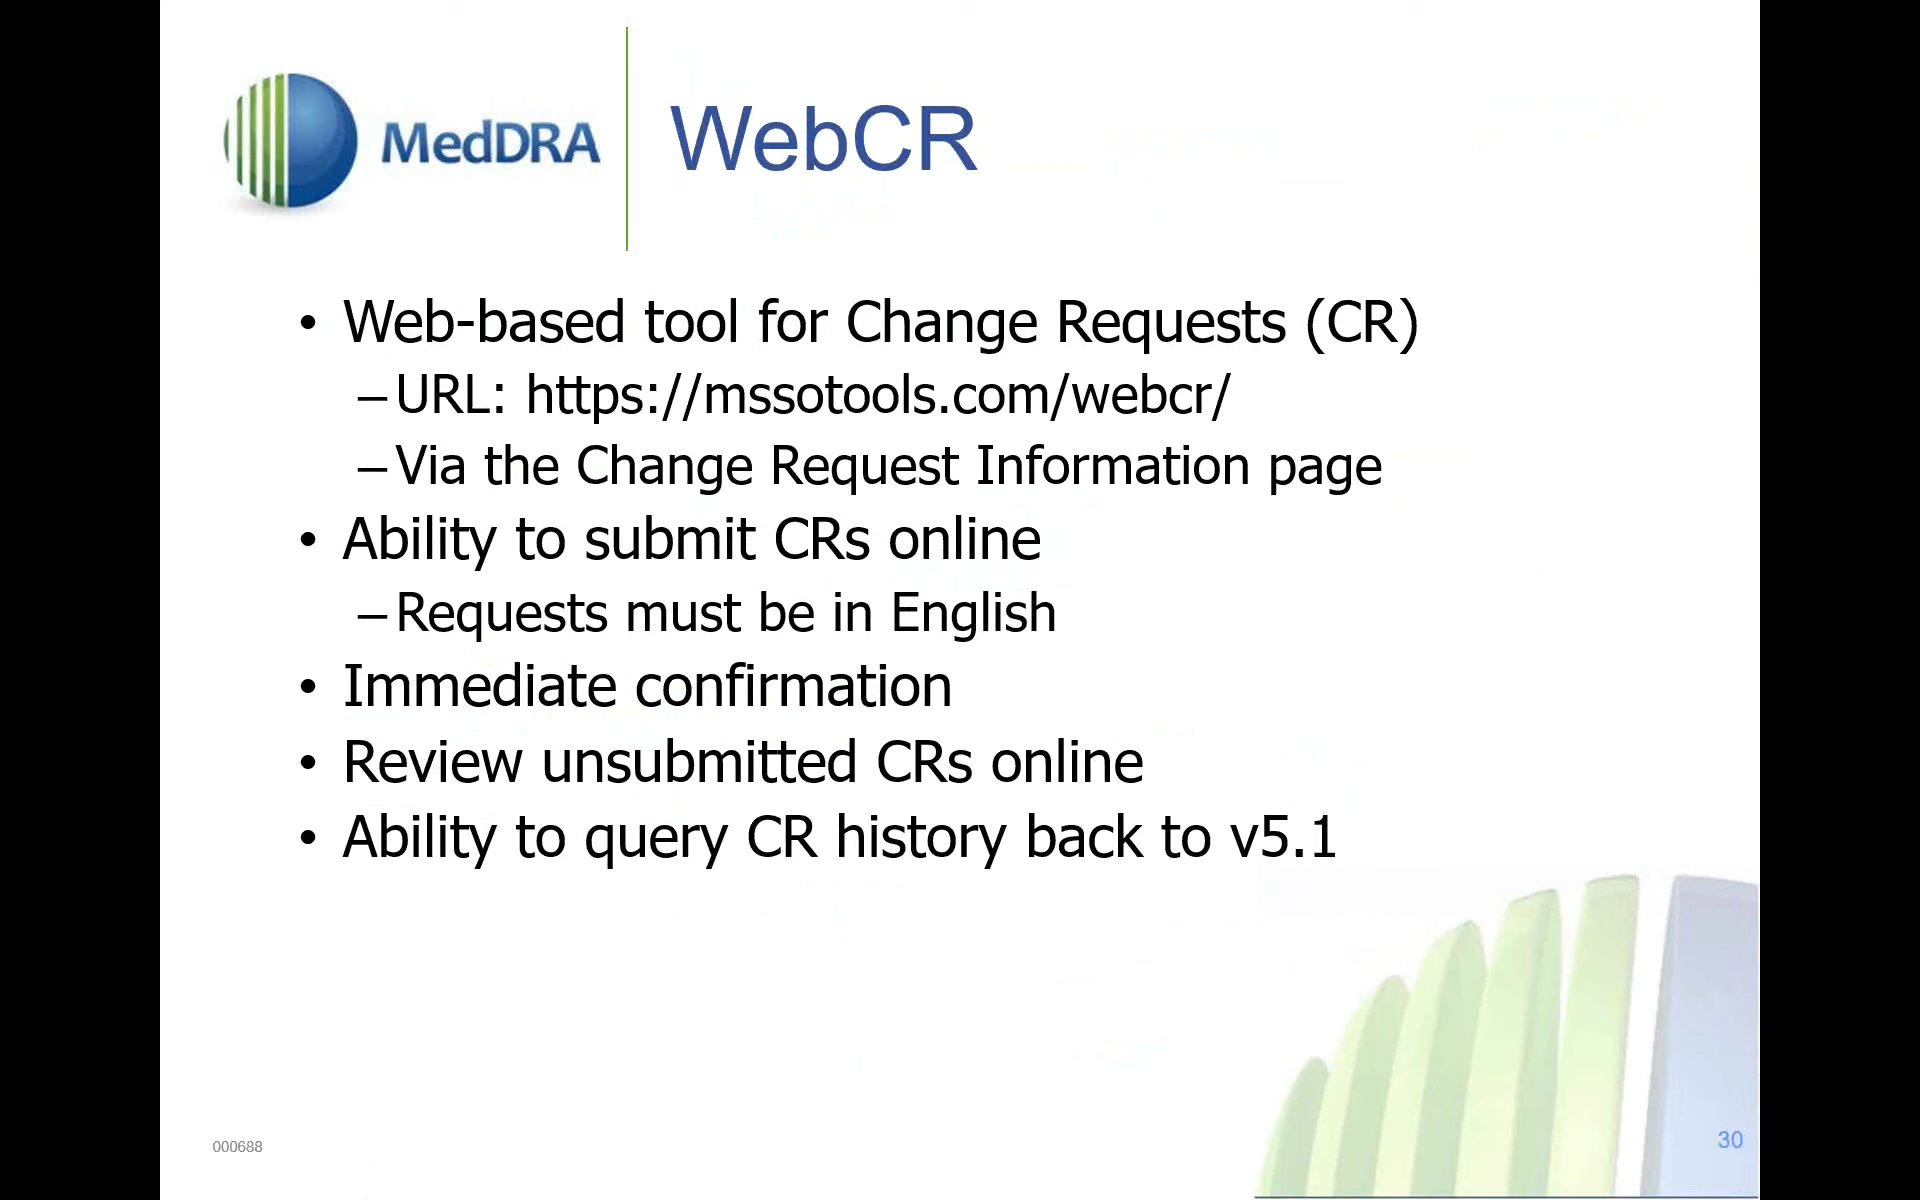 MedDRA
WebCR
• Web-based tool for Change Requests (CR)
– URL: https://mssotools.com/webcr/
– Via the Change Request Information page
• Ability to submit CRs online
– Requests must be in English
• Immediate confirmation
• Review unsubmitted CRs online
• Ability to query CR history back to v5.1
000688
30